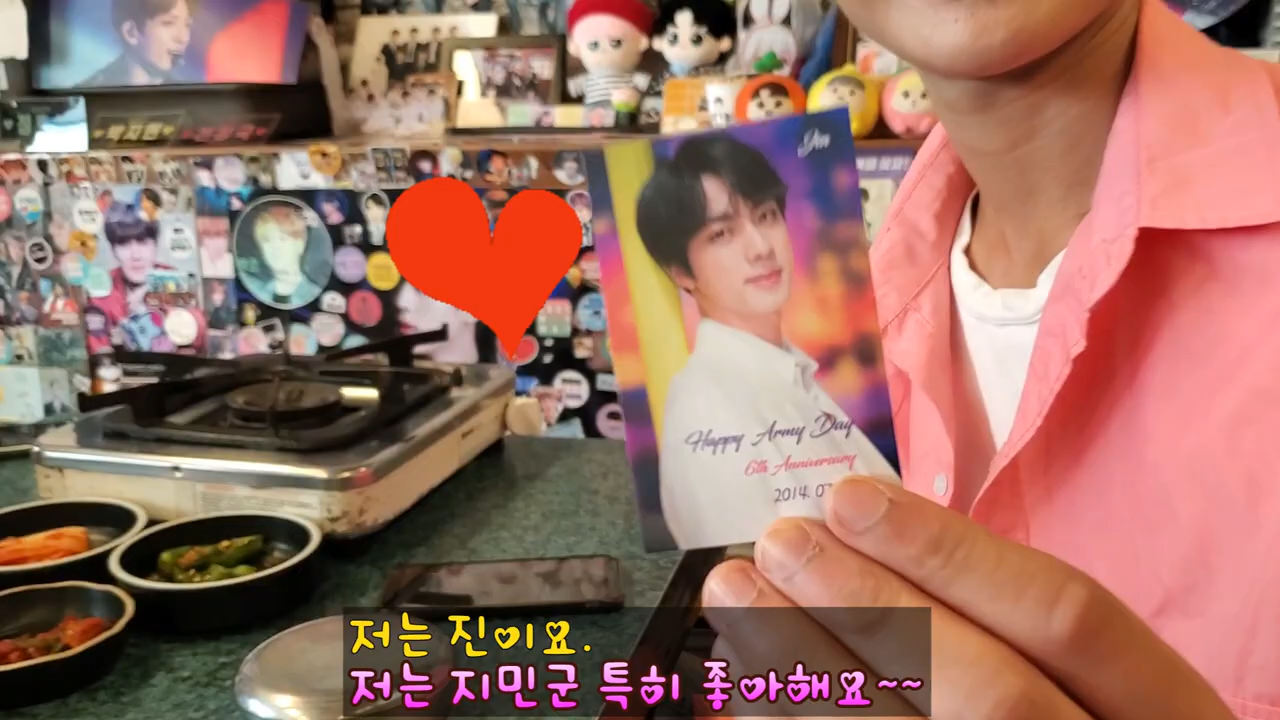 Jin
Happy Army Day
6th Anniversary
2014. 07
저는 진이요.
저는 지민군 특히 좋아해요~~